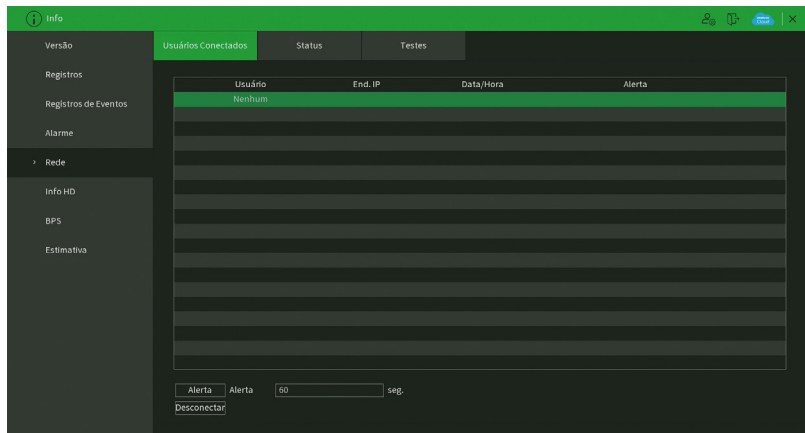 Info
Versão
Usuários Conectados Status Testes
Registros
Usuário End. IP Data/Hora Alerta
Nenhum
Registros de Eventos
Alarme
Rede
Info HD
BPS
Estimativa
Alerta Alerta 60 seg.
Desconectar